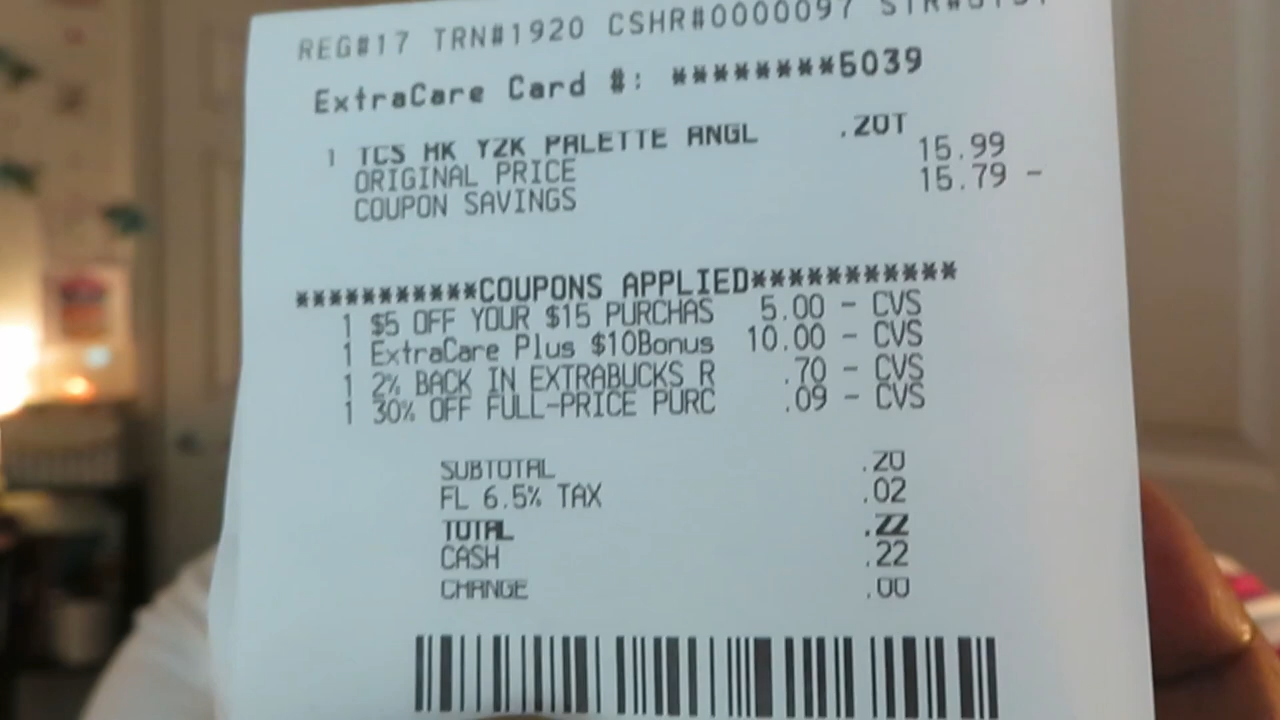 REG#17 TRN#1920 CSHR#0000097
ExtraCare Card #: ********5039
1 TCS MK Y2K PALETTE ANGL .20T
ORIGINAL PRICE 15.99
COUPON SAVINGS 15.79 -
***********COUPONS APPLIED***********
1 $5 OFF YOUR $15 PURCHAS 5.00 - CVS
1 ExtraCare Plus $10Bonus 10.00 - CVS
1 2% BACK IN EXTRABUCKS R .70 - CVS
1 30% OFF FULL-PRICE PURC .09 - CVS
SUBTOTAL .20
FL 6.5% TAX .02
TOTAL .22
CASH .22
CHANGE .00